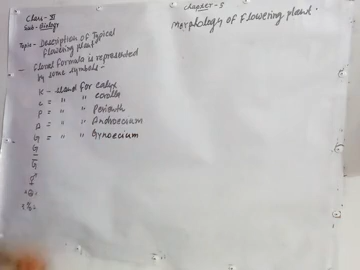 Class - XI
Sub - Biology
Chapter - 5
Morphology of Flowering plant.
Topic - Description of Typical
flowering plant
- Floral formula is represented
by some symbols -
K - stand for calyx
C = " " corolla
P = " " Perianth
A = " " Androecium
G = " " Gynoecium
G
G